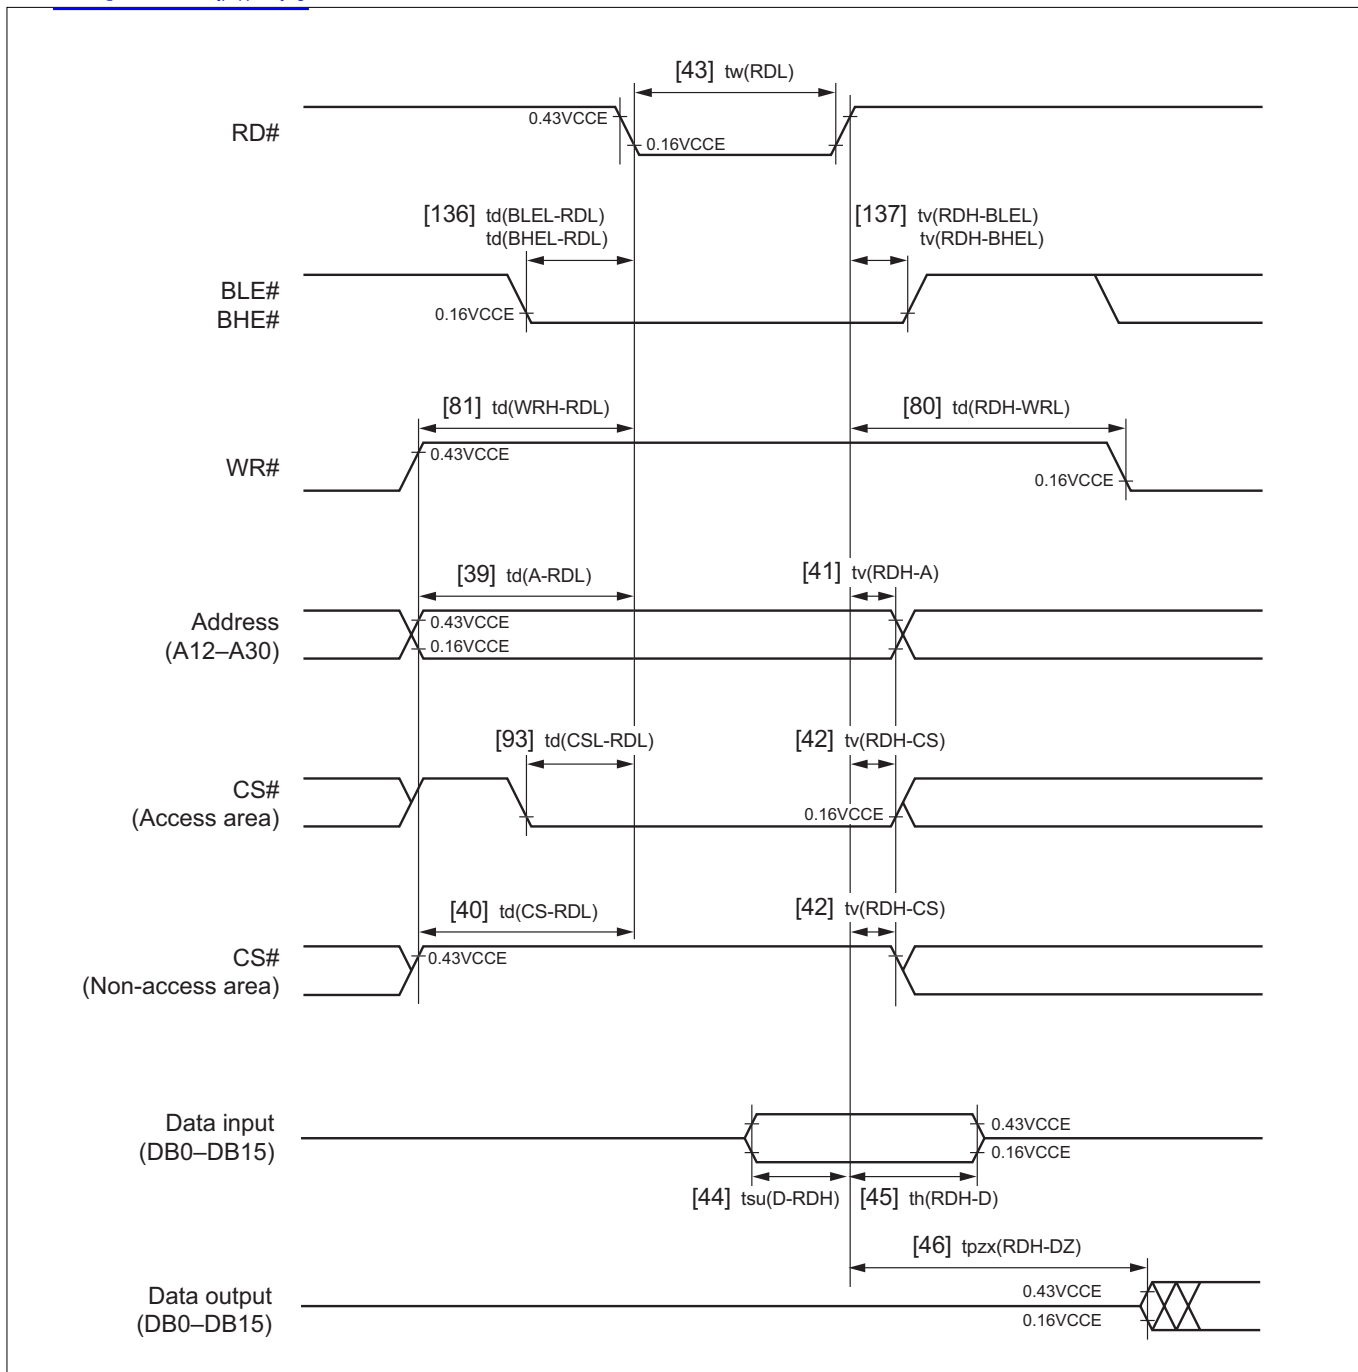 [43] tw(RDL)
RD#
0.43VCCE
0.16VCCE
[136] td(BLEL-RDL)
td(BHEL-RDL)
[137] tv(RDH-BLEL)
tv(RDH-BHEL)
BLE#
BHE#
0.16VCCE
[81] td(WRH-RDL)
[80] td(RDH-WRL)
WR#
0.43VCCE
0.16VCCE
[39] td(A-RDL)
[41] tv(RDH-A)
Address
(A12–A30)
0.43VCCE
0.16VCCE
[93] td(CSL-RDL)
[42] tv(RDH-CS)
CS#
(Access area)
0.16VCCE
[40] td(CS-RDL)
[42] tv(RDH-CS)
CS#
(Non-access area)
0.43VCCE
Data input
(DB0–DB15)
0.43VCCE
0.16VCCE
[44] tsu(D-RDH)
[45] th(RDH-D)
[46] tpzx(RDH-DZ)
Data output
(DB0–DB15)
0.43VCCE
0.16VCCE